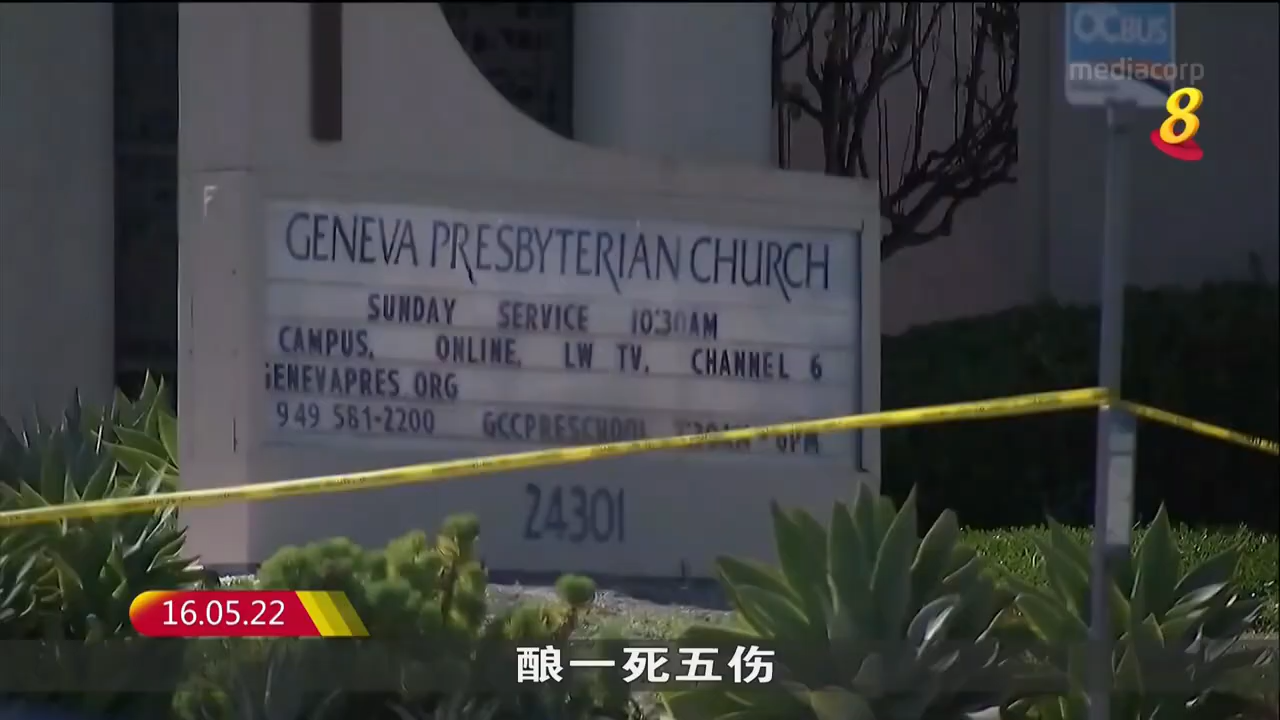 OCBUS
mediacorp
8
GENEVA PRESBYTERIAN CHURCH
SUNDAY SERVICE 10:30AM
CAMPUS, ONLINE, LW TV, CHANNEL 6
GENEVAPRES ORG
949 581-2200 GCCPRESCHOOL - 6PM
24301
16.05.22
酿一死五伤